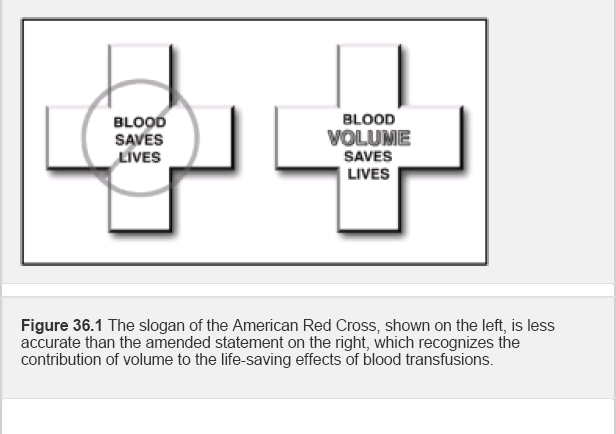 BLOOD
SAVES
LIVES
BLOOD
VOLUME
SAVES
LIVES
Figure 36.1 The slogan of the American Red Cross, shown on the left, is less
accurate than the amended statement on the right, which recognizes the
contribution of volume to the life-saving effects of blood transfusions.